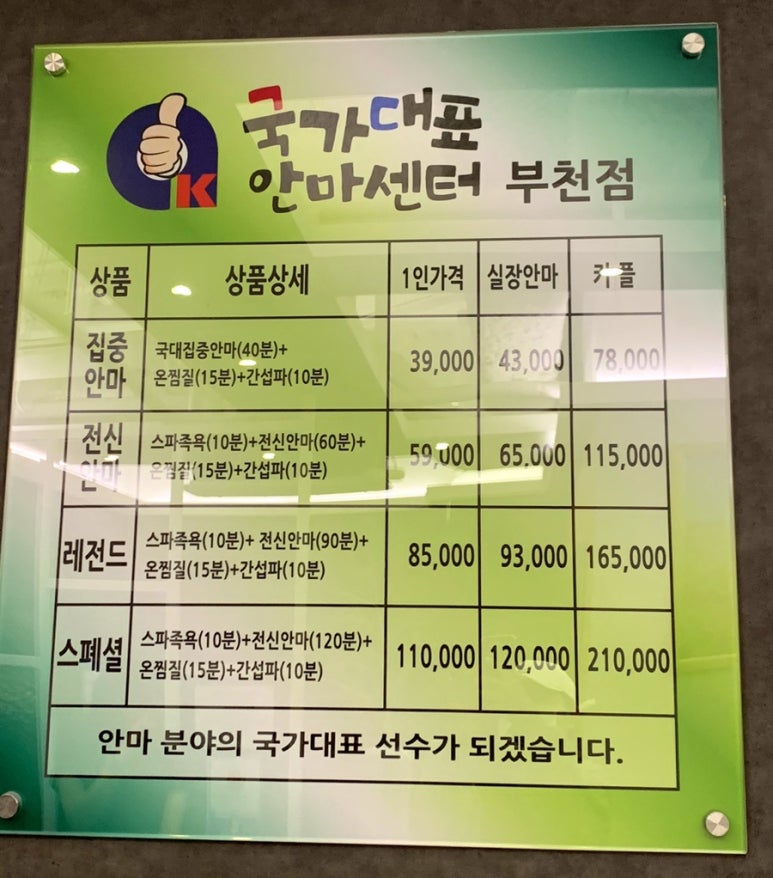 국가대표
안마센터 부천점
K
상품 상품상세 1인가격 실장안마 커플
집중
안마
국대집중안마(40분)+
온찜질(15분)+간섭파(10분)
39,000 43,000 78,000
전신
안마
스파족욕(10분)+전신안마(60분)+
온찜질(15분)+간섭파(10분)
59,000 65,000 115,000
레전드
스파족욕(10분)+ 전신안마(90분)+
온찜질(15분)+간섭파(10분)
85,000 93,000 165,000
스폐셜
스파족욕(10분)+전신안마(120분)+
온찜질(15분)+간섭파(10분)
110,000 120,000 210,000
안마 분야의 국가대표 선수가 되겠습니다.